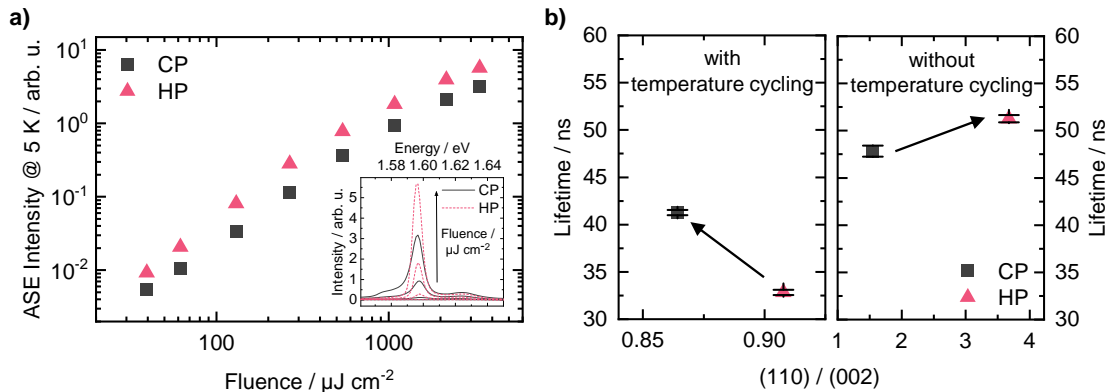 a)
ASE Intensity @ 5 K / arb. u.
10^1
10^0
10^-1
10^-2
CP
HP
100
1000
Fluence / µJ cm^-2
Energy / eV
1.58 1.60 1.62 1.64
Intensity / arb. u.
5
4
3
2
1
0
CP
HP
Fluence /
µJ cm^-2
b)
Lifetime / ns
60
55
50
45
40
35
30
with
temperature cycling
0.85
0.90
without
temperature cycling
CP
HP
1 2 3 4
60
55
50
45
40
35
30
Lifetime / ns
(110) / (002)